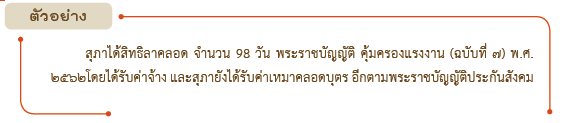 ตัวอย่าง
สุภาได้สิทธิลาคลอด จำนวน 98 วัน พระราชบัญญัติ คุ้มครองแรงงาน (ฉบับที่ ๗) พ.ศ.
๒๕๖๒โดยได้รับค่าจ้าง และสุภายังได้รับค่าเหมาคลอดบุตร อีกตามพระราชบัญญัติประกันสังคม